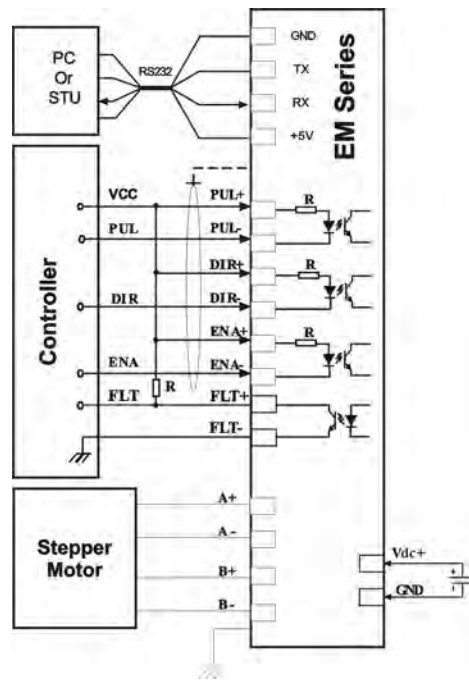 PC
Or
STU
RS232
GND
TX
RX
+5V
EM Series
Controller
VCC
PUL+
R
PUL
PUL-
DIR+
R
DIR
DIR-
ENA+
R
ENA
ENA-
R
FLT
FLT+
FLT-
Stepper
Motor
A+
A-
B+
B-
Vdc+
+
-
GND